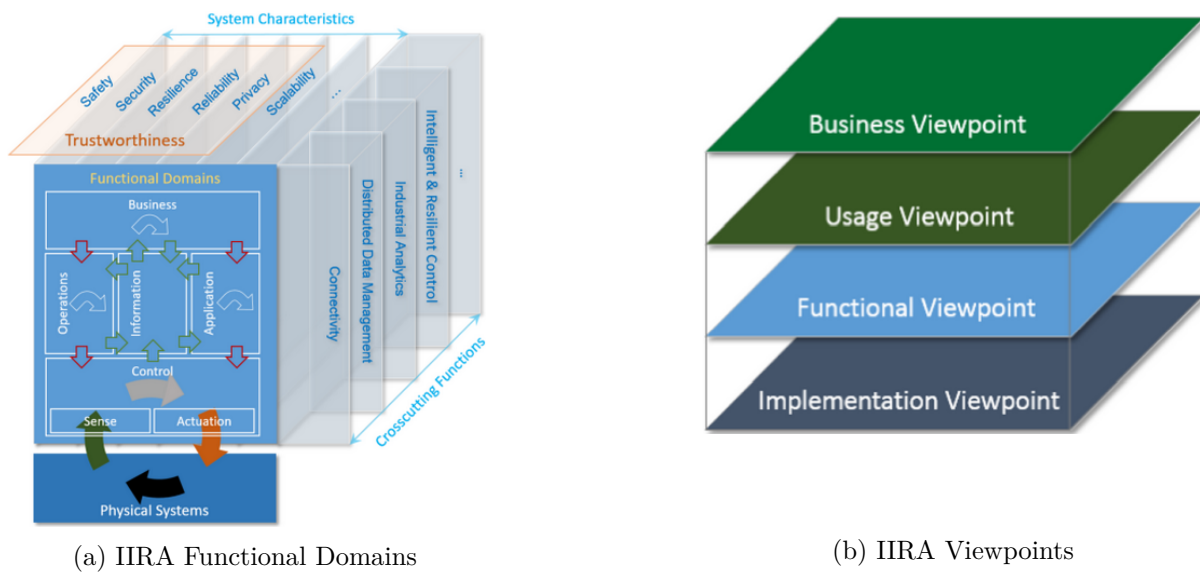 System Characteristics
Safety
Security
Resilience
Reliability
Privacy
Scalability
...
Trustworthiness
Functional Domains
Business
Operations
Information
Application
Control
Sense
Actuation
Physical Systems
Connectivity
Distributed Data Management
Industrial Analytics
Intelligent & Resilient Control
...
Crosscutting Functions
(a) IIRA Functional Domains
Business Viewpoint
Usage Viewpoint
Functional Viewpoint
Implementation Viewpoint
(b) IIRA Viewpoints